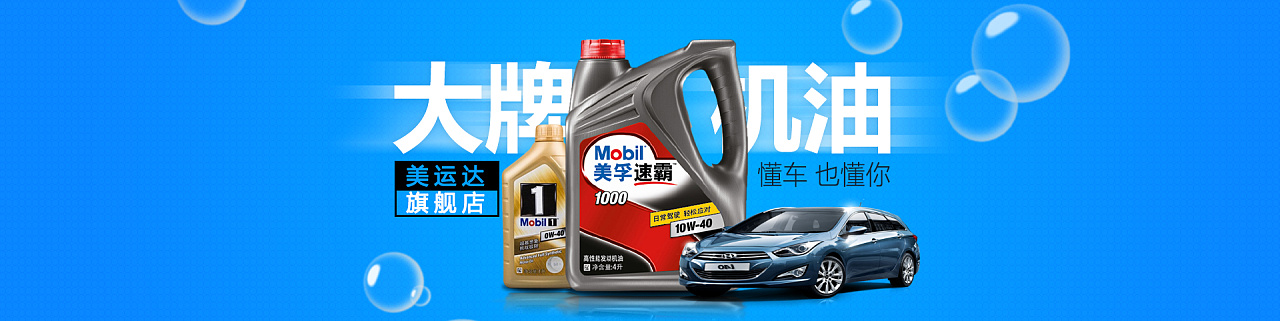 大牌机油
美运达
旗舰店
懂车 也懂你
Mobil
美孚速霸
1000
日常驾驶 轻松应对
10W-40
高性能发动机油
净含量:4升
1
Mobil 1
0W-40
i40